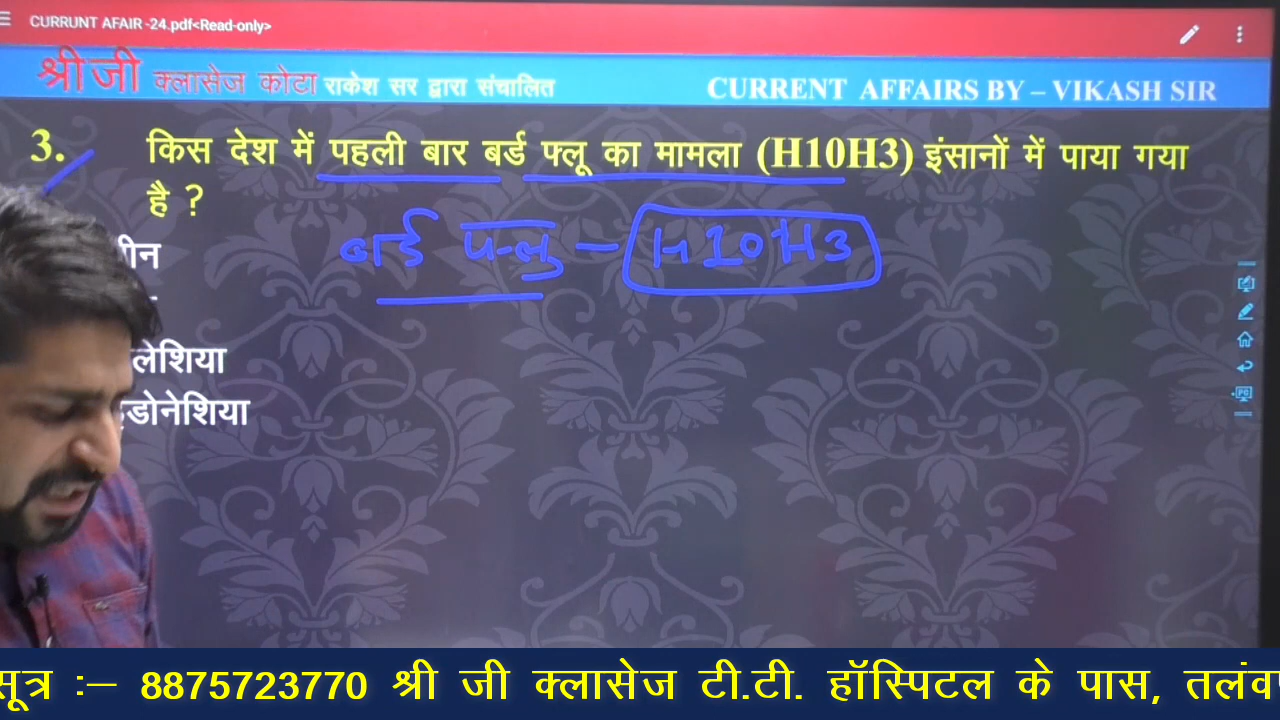 CURRUNT AFAIR -24.pdf<Read-only>
श्री जी क्लासेज कोटा राकेश सर द्वारा संचालित CURRENT AFFAIRS BY – VIKASH SIR
3. किस देश में पहली बार बर्ड फ्लू का मामला (H10H3) इंसानों में पाया गया
है ?
बर्ड फ्लु – H10H3
ीन
लेशिया
डोनेशिया
सूत्र :– 8875723770 श्री जी क्लासेज टी.टी. हॉस्पिटल के पास,